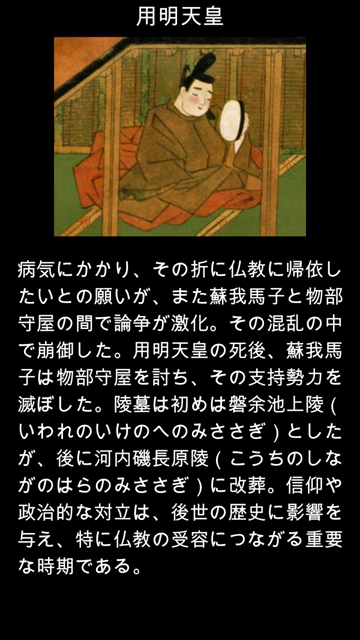 用明天皇
病気にかかり、その折に仏教に帰依し
たいとの願いが、また蘇我馬子と物部
守屋の間で論争が激化。その混乱の中
で崩御した。用明天皇の死後、蘇我馬
子は物部守屋を討ち、その支持勢力を
滅ぼした。陵墓は初めは磐余池上陵（
いわれのいけのへのみささぎ）とした
が、後に河内磯長原陵（こうちのしな
がのはらのみささぎ）に改葬。信仰や
政治的な対立は、後世の歴史に影響を
与え、特に仏教の受容につながる重要
な時期である。